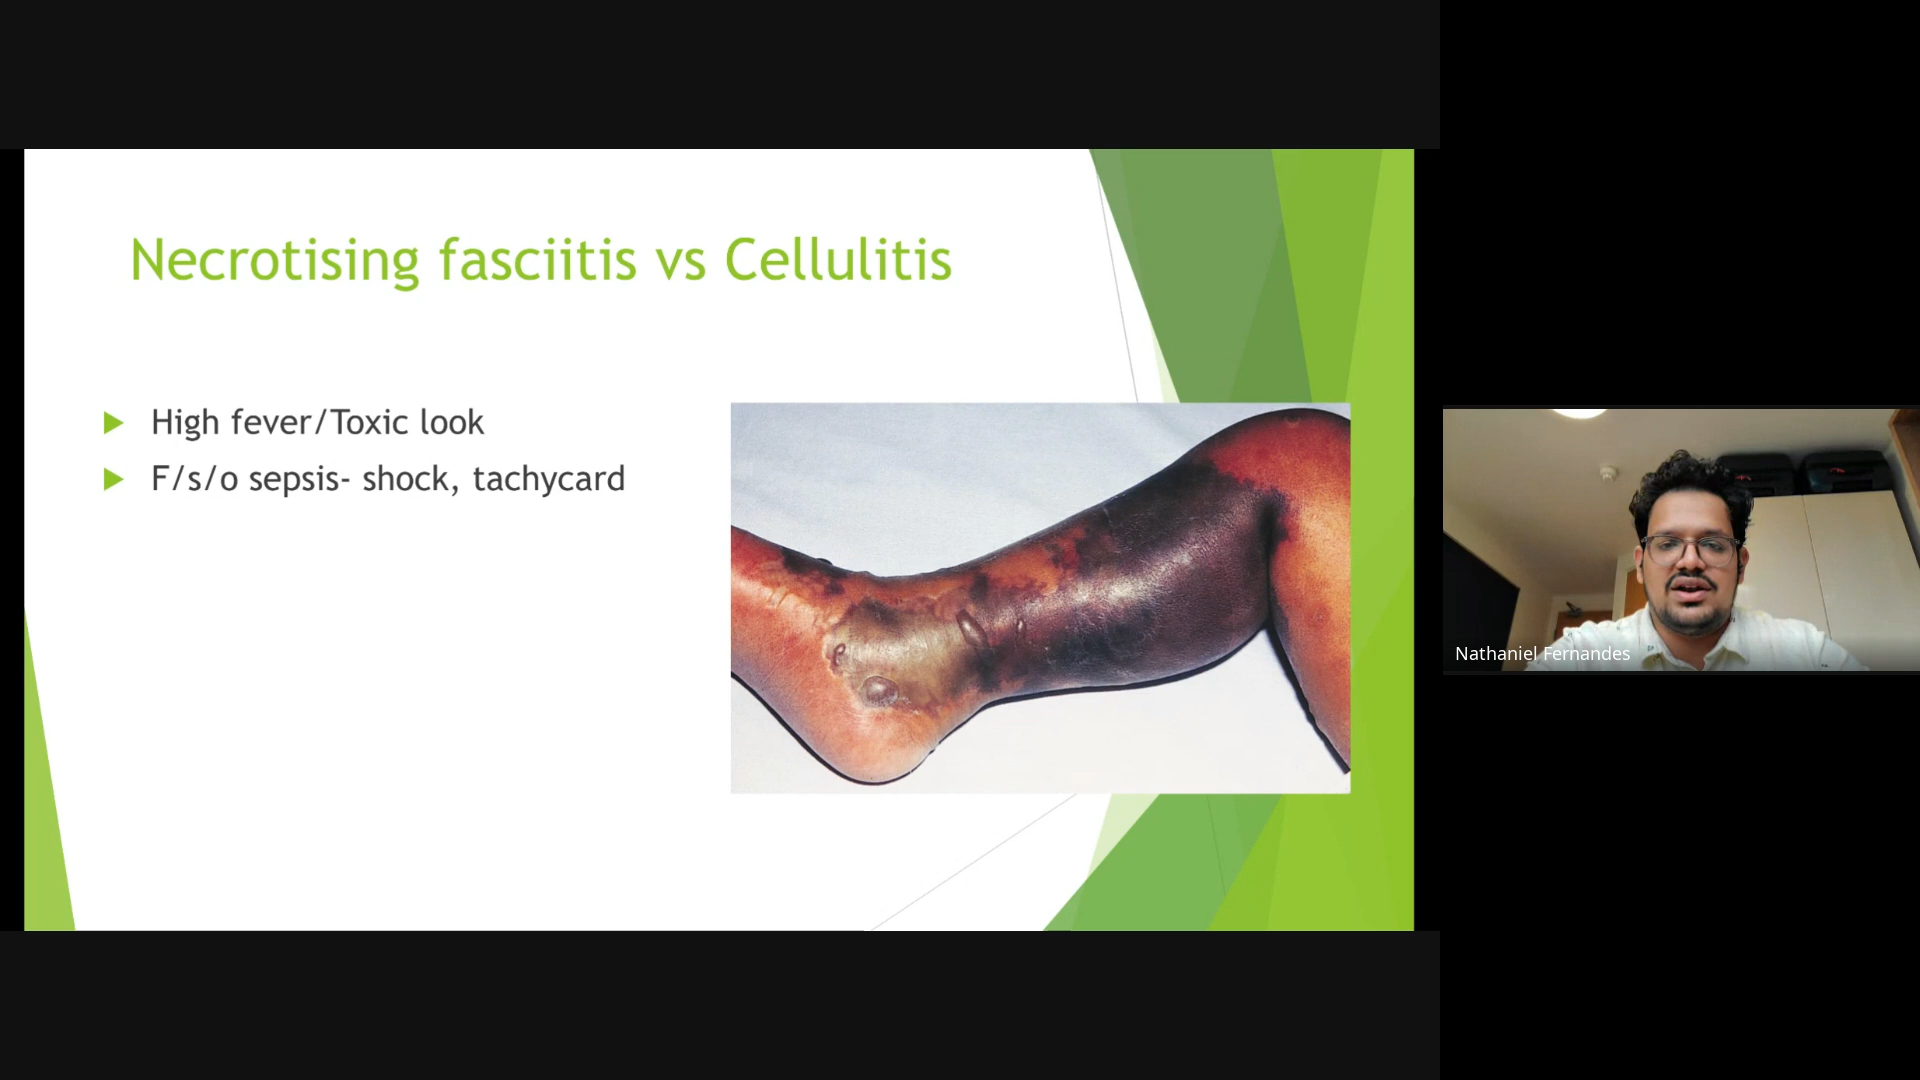 Necrotising fasciitis vs Cellulitis
High fever/Toxic look
F/s/o sepsis- shock, tachycard
Nathaniel Fernandes